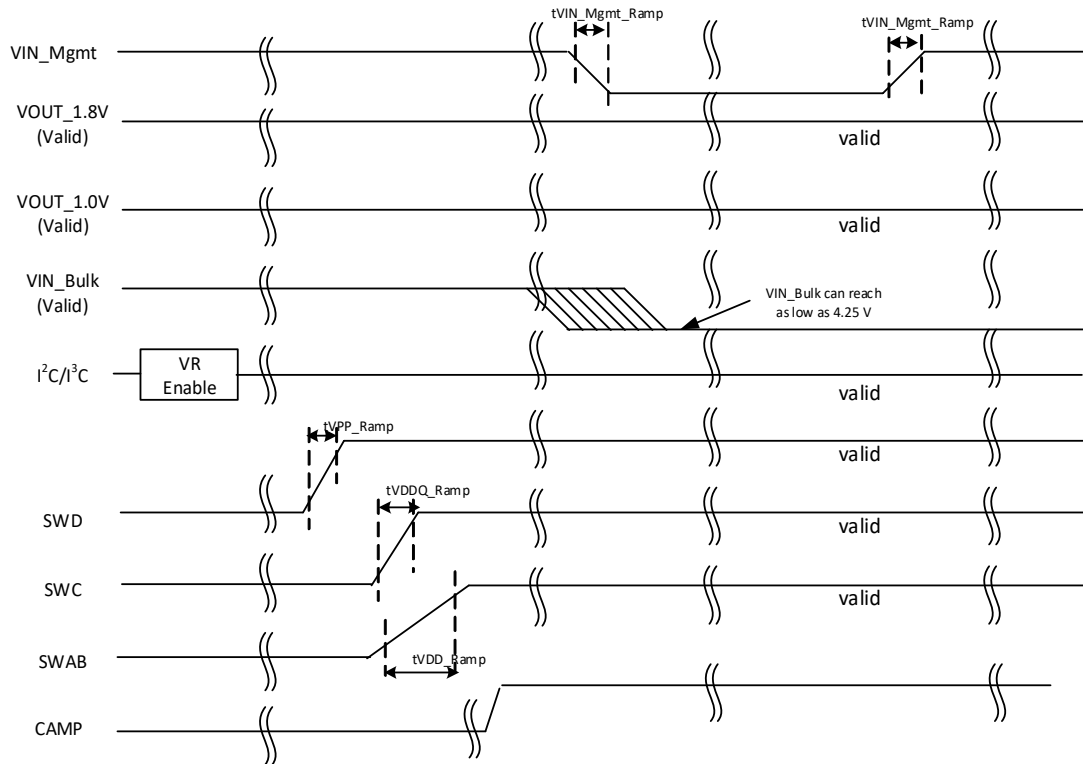 tVIN_Mgmt_Ramp
tVIN_Mgmt_Ramp
VIN_Mgmt
VOUT_1.8V
(Valid)
valid
VOUT_1.0V
(Valid)
valid
VIN_Bulk
(Valid)
VIN_Bulk can reach
as low as 4.25 V
I²C/I³C
VR
Enable
valid
tVPP_Ramp
valid
SWD
tVDDQ_Ramp
valid
SWC
valid
SWAB
tVDD_Ramp
CAMP